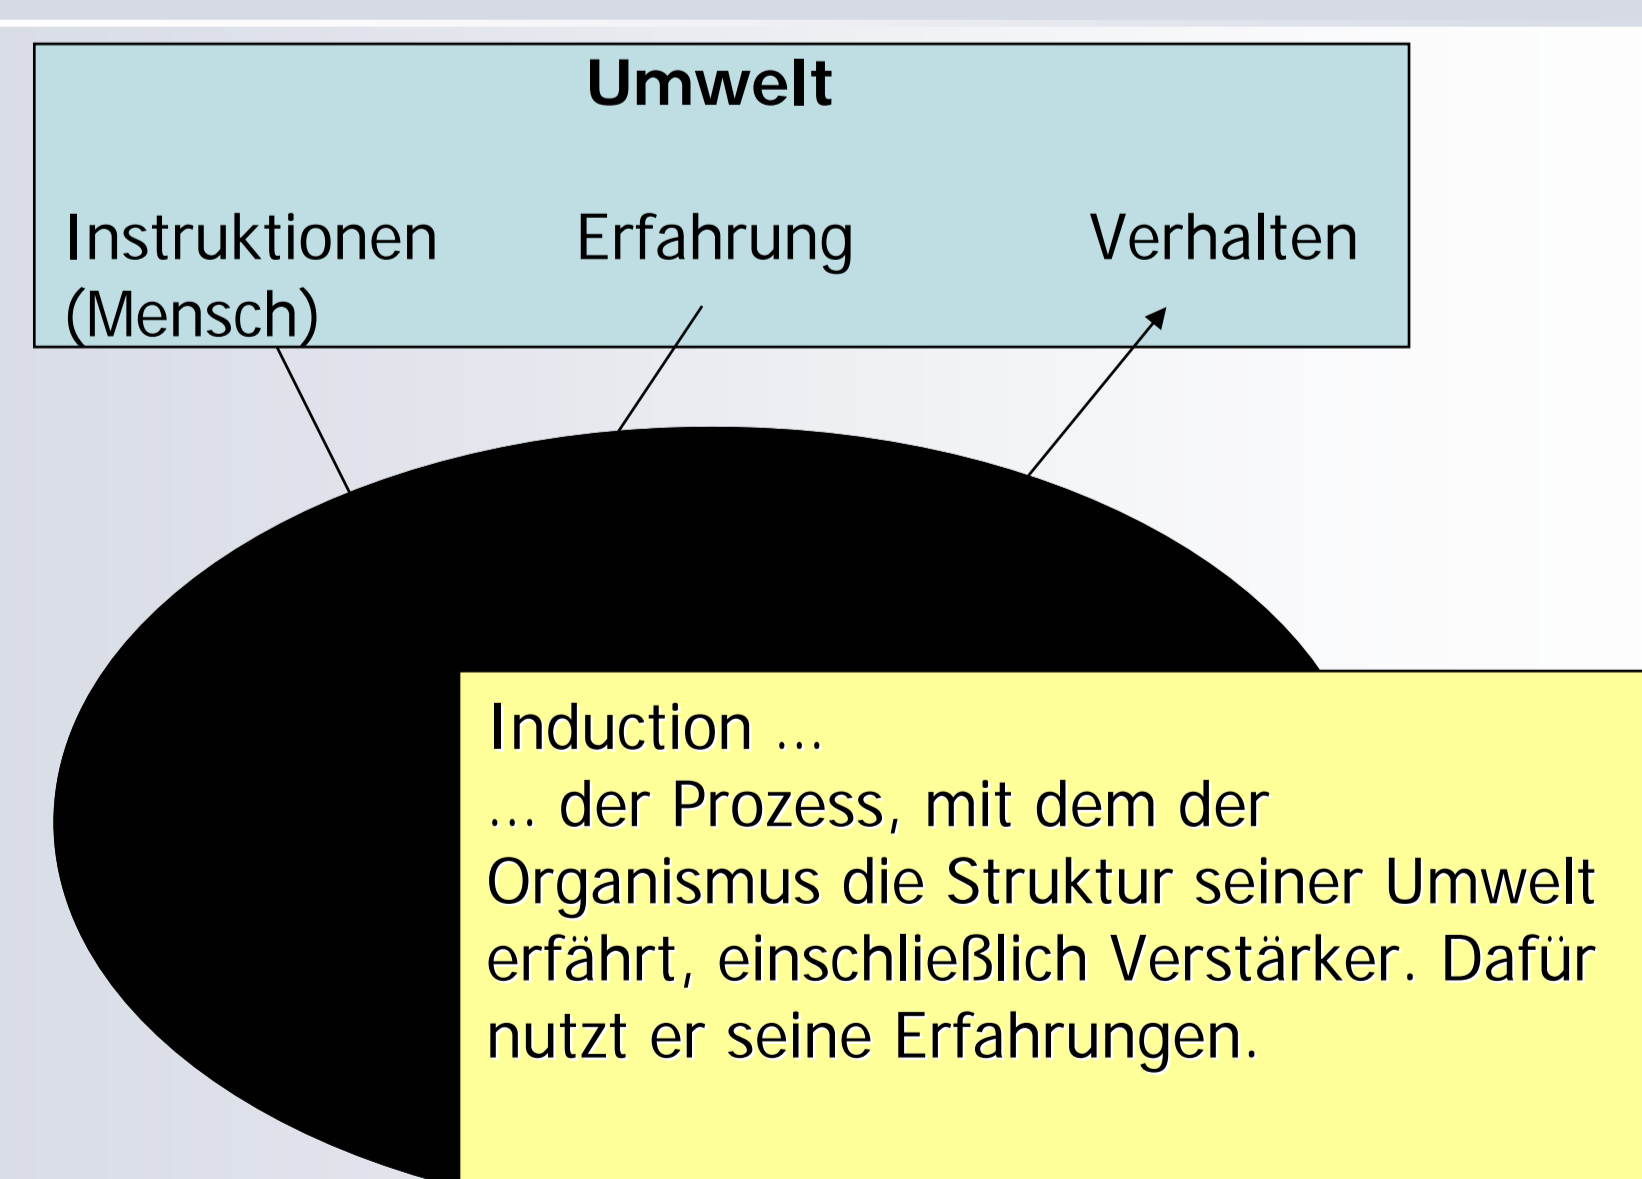 Umwelt
Instruktionen Erfahrung Verhalten
(Mensch)
Induction ...
... der Prozess, mit dem der
Organismus die Struktur seiner Umwelt
erfährt, einschließlich Verstärker. Dafür
nutzt er seine Erfahrungen.